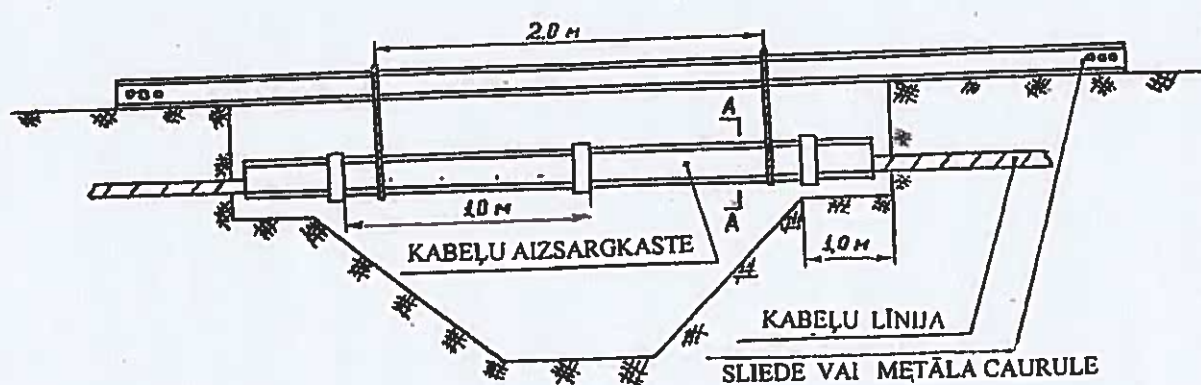 2.0 м
A
1.0 м
A
KABEĻU AIZSARGKASTE
1.0 м
KABEĻU LĪNIJA
SLIEDE VAI METĀLA CAURULE